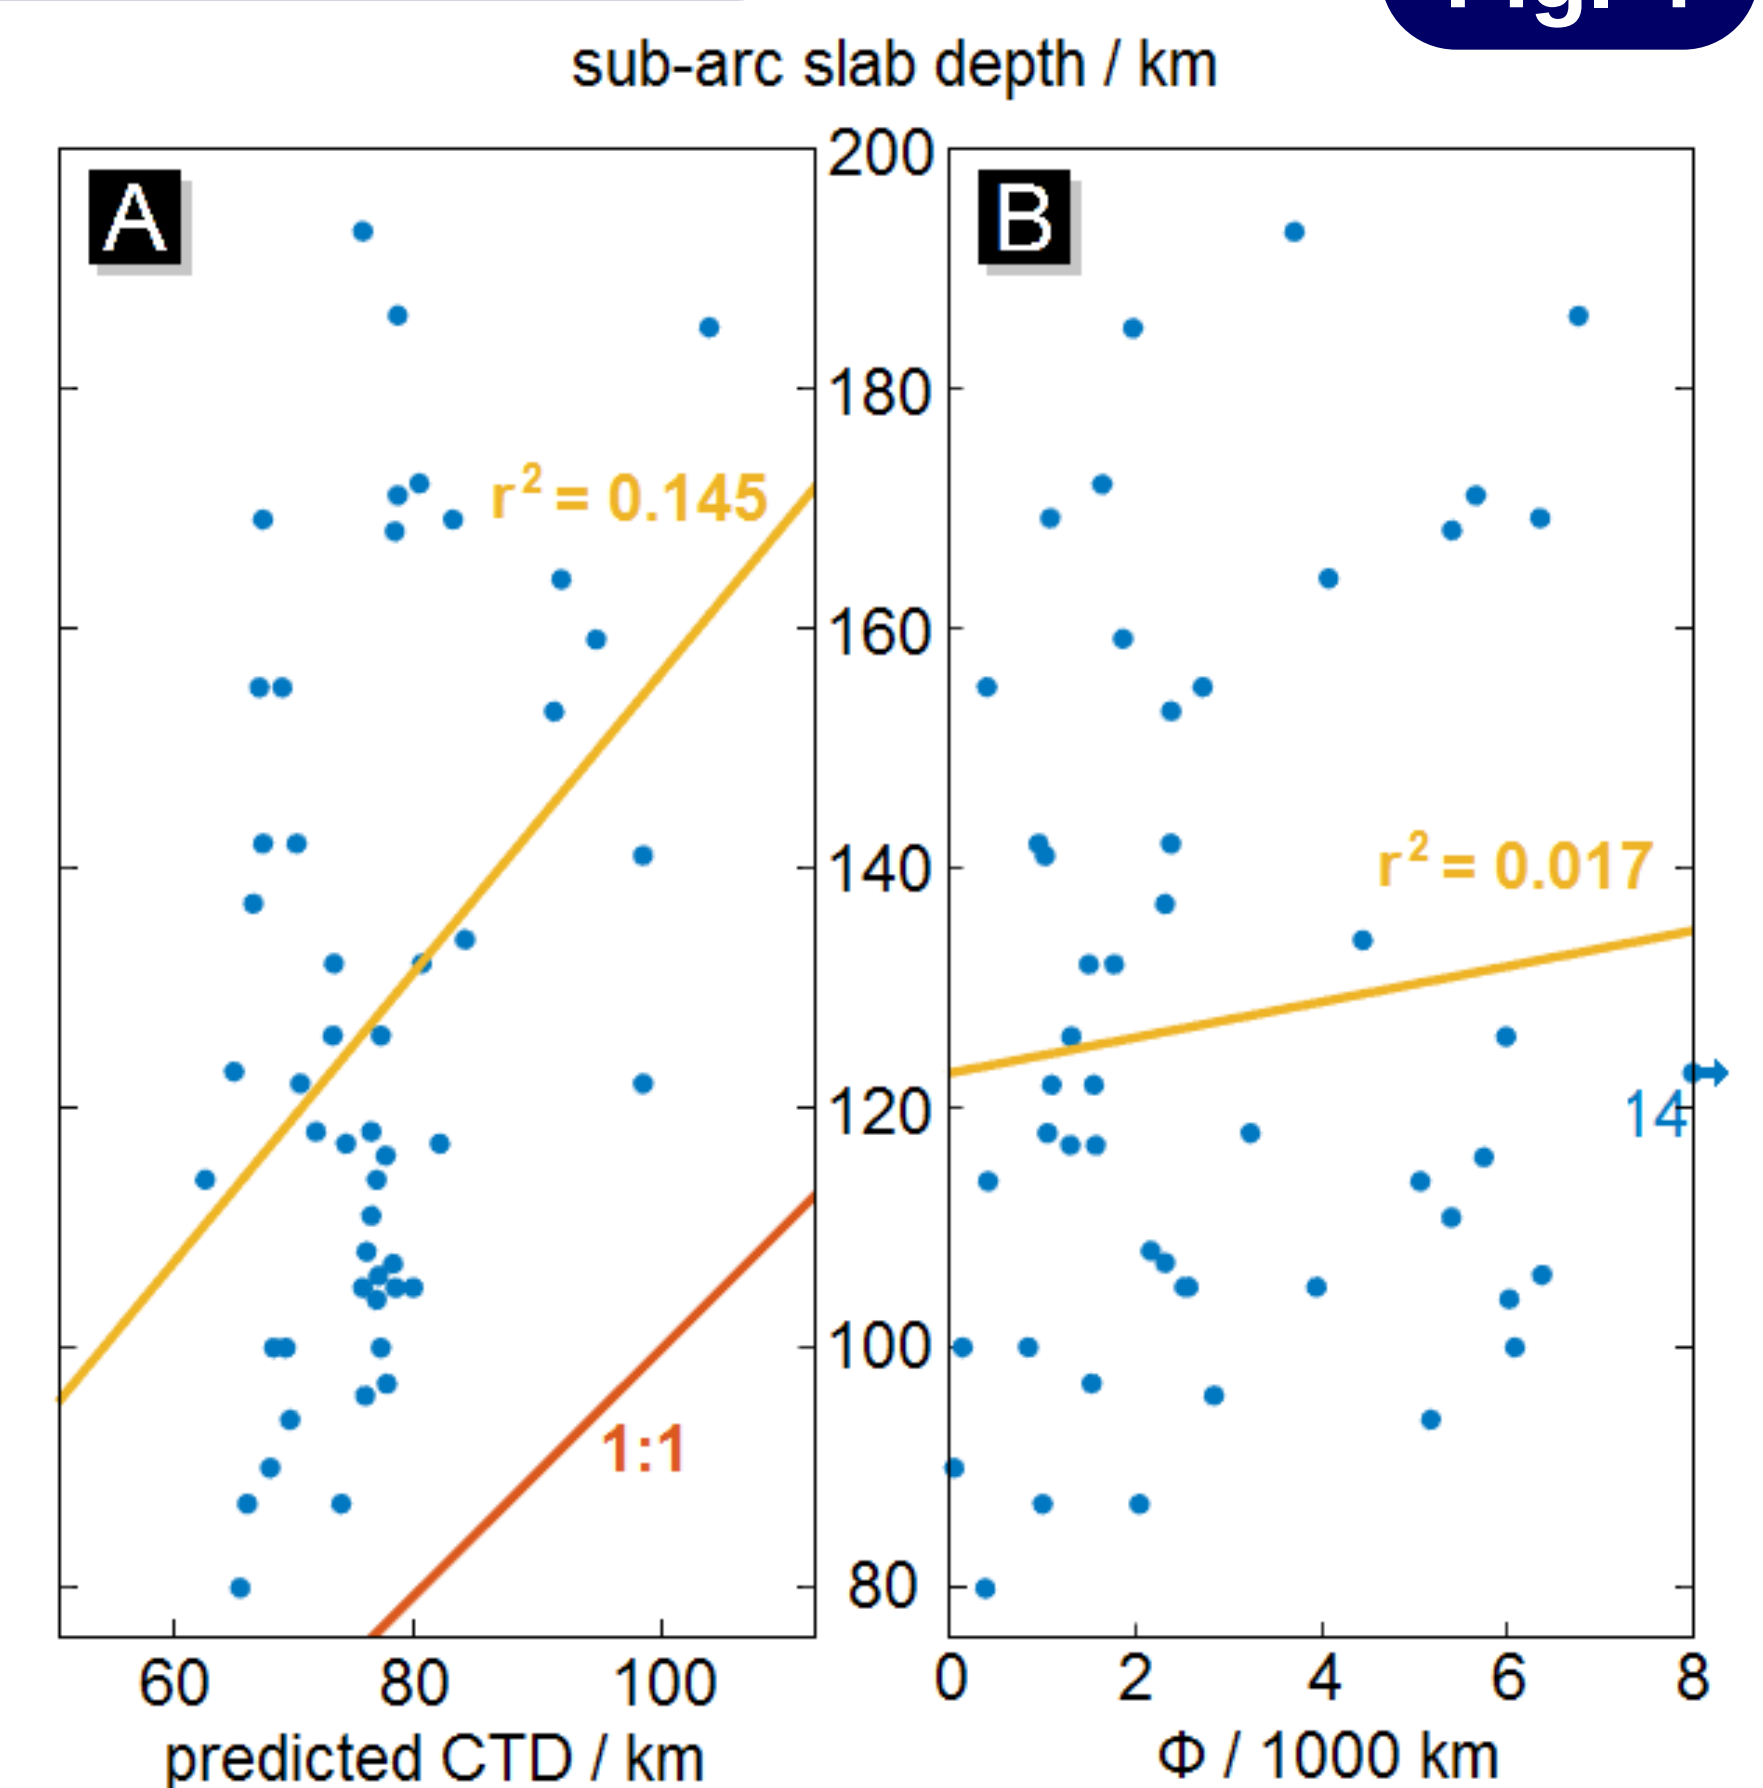 sub-arc slab depth / km
A
B
200
180
160
140
120
100
80
r² = 0.145
r² = 0.017
14
1:1
60 80 100
0 2 4 6 8
predicted CTD / km
Φ / 1000 km